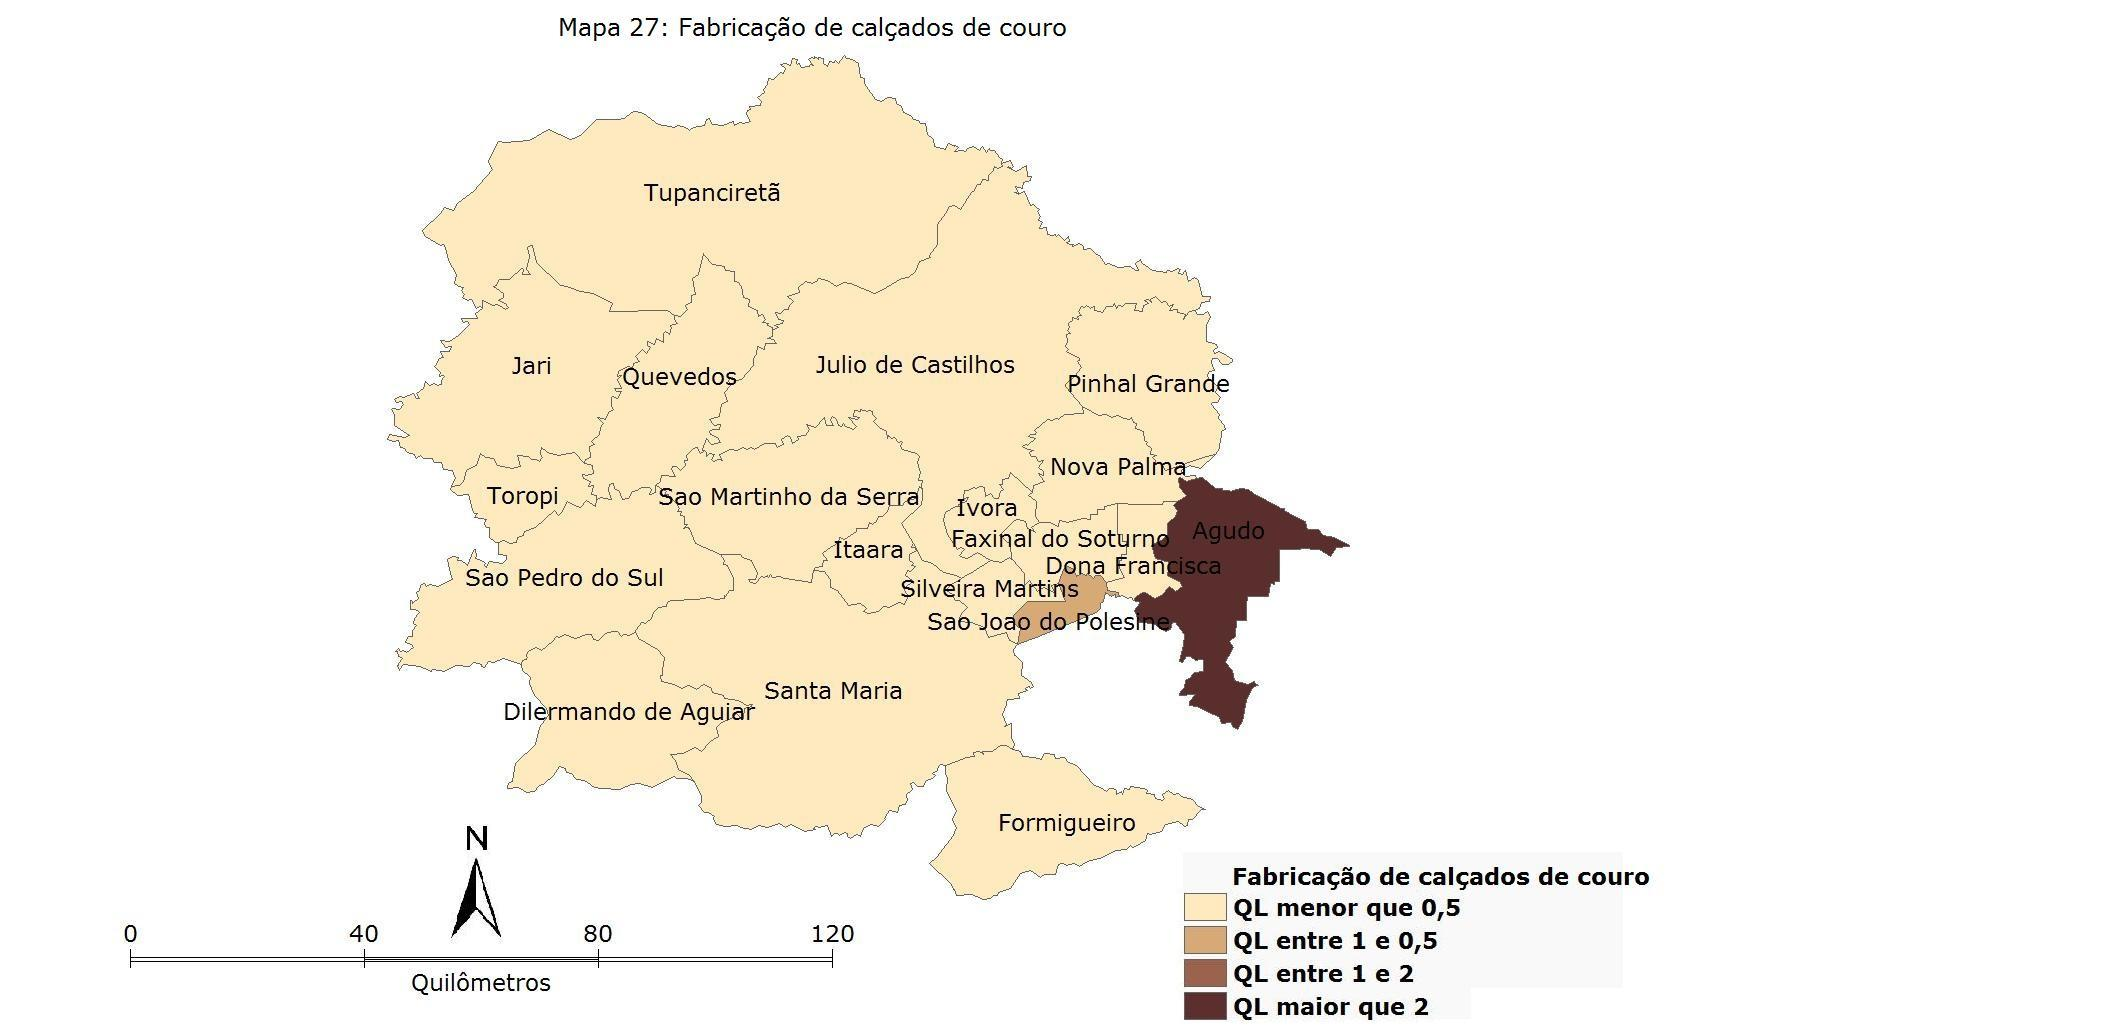 Mapa 27: Fabricação de calçados de couro
Tupanciretã
Jari
Quevedos
Julio de Castilhos
Pinhal Grande
Nova Palma
Toropi
Sao Martinho da Serra
Ivora
Agudo
Faxinal do Soturno
Itaara
Dona Francisca
Sao Pedro do Sul
Silveira Martins
Sao Joao do Polesine
Santa Maria
Dilermando de Aguiar
Formigueiro
N
0 40 80 120
Quilômetros
Fabricação de calçados de couro
QL menor que 0,5
QL entre 1 e 0,5
QL entre 1 e 2
QL maior que 2